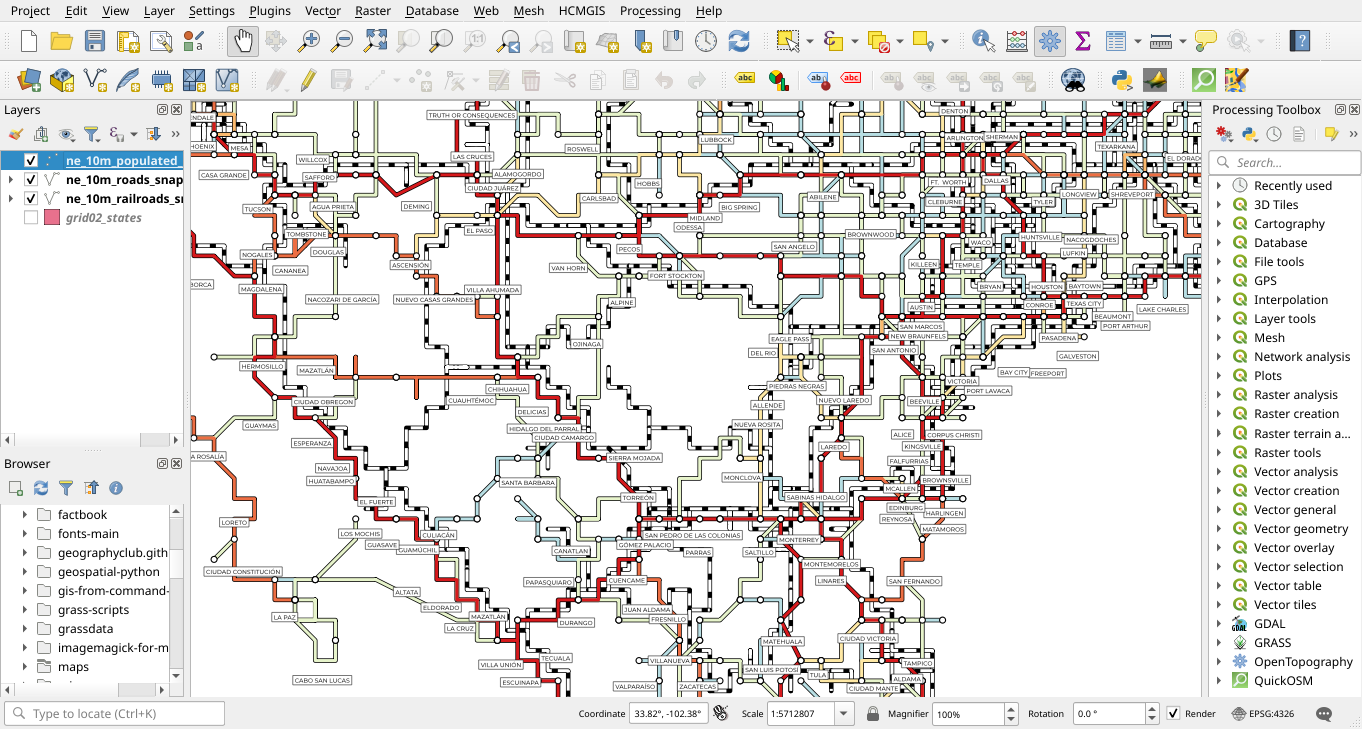 Project Edit View Layer Settings Plugins Vector Raster Database Web Mesh HCMGIS Processing Help
Layers
ne_10m_populated_
ne_10m_roads_snap
ne_10m_railroads_sr
grid02_states
Browser
factbook
fonts-main
geographyclub.gith
geospatial-python
gis-from-command-
grass-scripts
grassdata
imagemagick-for-m
maps
TRUTH OR CONSEQUENCES
DENTON
ENDALE
HOENIX
MESA
LUBBOCK
ARLINGTON
SHERMAN
TEXARKANA
ROSWELL
WILLCOX
LAS CRUCES
EL DORADO
CASA GRANDE
SAFFORD
ALAMOGORDO
CIUDAD JUÁREZ
HOBBS
FT. WORTH
DALLAS
CARLSBAD
ABILENE
CLEBURNE
TYLER
LONGVIEW
SHREVEPORT
TUCSON
AGUA PRIETA
DEMING
BIG SPRING
MIDLAND
ODESSA
EL PASO
TOMBSTONE
BROWNWOOD
WACO
HUNTSVILLE
NACOGDOCHES
NOGALES
DOUGLAS
PECOS
SAN ANGELO
LUFKIN
CANANEA
ASCENSIÓN
VAN HORN
FORT STOCKTON
KILLEEN
TEMPLE
BORCA
MAGDALENA
VILLA AHUMADA
BRYAN
HOUSTON
BAYTOWN
NACOZARI DE GARCÍA
NUEVO CASAS GRANDES
ALPINE
AUSTIN
CONROE
TEXAS CITY
LAKE CHARLES
BEAUMONT
PORT ARTHUR
SAN MARCOS
NEW BRAUNFELS
OJINAGA
EAGLE PASS
PASADENA
DEL RIO
SAN ANTONIO
GALVESTON
HERMOSILLO
MAZATLÁN
BAY CITY
FREEPORT
CHIHUAHUA
PIEDRAS NEGRAS
VICTORIA
PORT LAVACA
CIUDAD OBREGON
CUAUHTÉMOC
ALLENDE
NUEVO LAREDO
BEEVILLE
DELICIAS
GUAYMAS
HIDALGO DEL PARRAL
NUEVA ROSITA
ALICE
CORPUS CHRISTI
CIUDAD CAMARGO
ESPERANZA
LAREDO
KINGSVILLE
A ROSALÍA
SIERRA MOJADA
FALFURRIAS
NAVOJOA
HUATABAMPO
SANTA BARBARA
MONCLOVA
BROWNSVILLE
MCALLEN
EL FUERTE
TORREÓN
SABINAS HIDALGO
EDINBURG
HARLINGEN
LORETO
REYNOSA
MATAMOROS
LOS MOCHIS
CULIACÁN
SAN PEDRO DE LAS COLONIAS
MONTERREY
GUASAVE
GUAMÚCHIL
CANATLAN
GÓMEZ PALACIO
PARRAS
SALTILLO
MONTEMORELOS
CIUDAD CONSTITUCIÓN
PAPASQUIARO
CUENCAME
LINARES
SAN FERNANDO
ALTATA
ELDORADO
JUAN ALDAMA
LA PAZ
MAZATLÁN
DURANGO
FRESNILLO
LA CRUZ
MATEHUALA
CIUDAD VICTORIA
TECUALA
VILLANUEVA
VILLA UNIÓN
SAN LUIS POTOSÍ
TAMPICO
CABO SAN LUCAS
ESCUINAPA
VALPARAÍSO
ZACATECAS
TULA
ALDAMA
CIUDAD MANTE
Processing Toolbox
Search...
Recently used
3D Tiles
Cartography
Database
File tools
GPS
Interpolation
Layer tools
Mesh
Network analysis
Plots
Raster analysis
Raster creation
Raster terrain a...
Raster tools
Vector analysis
Vector creation
Vector general
Vector geometry
Vector overlay
Vector selection
Vector table
Vector tiles
GDAL
GRASS
OpenTopography
QuickOSM
Type to locate (Ctrl+K) Coordinate 33.82°, -102.38° Scale 1:5712807 Magnifier 100% Rotation 0.0 ° Render EPSG:4326